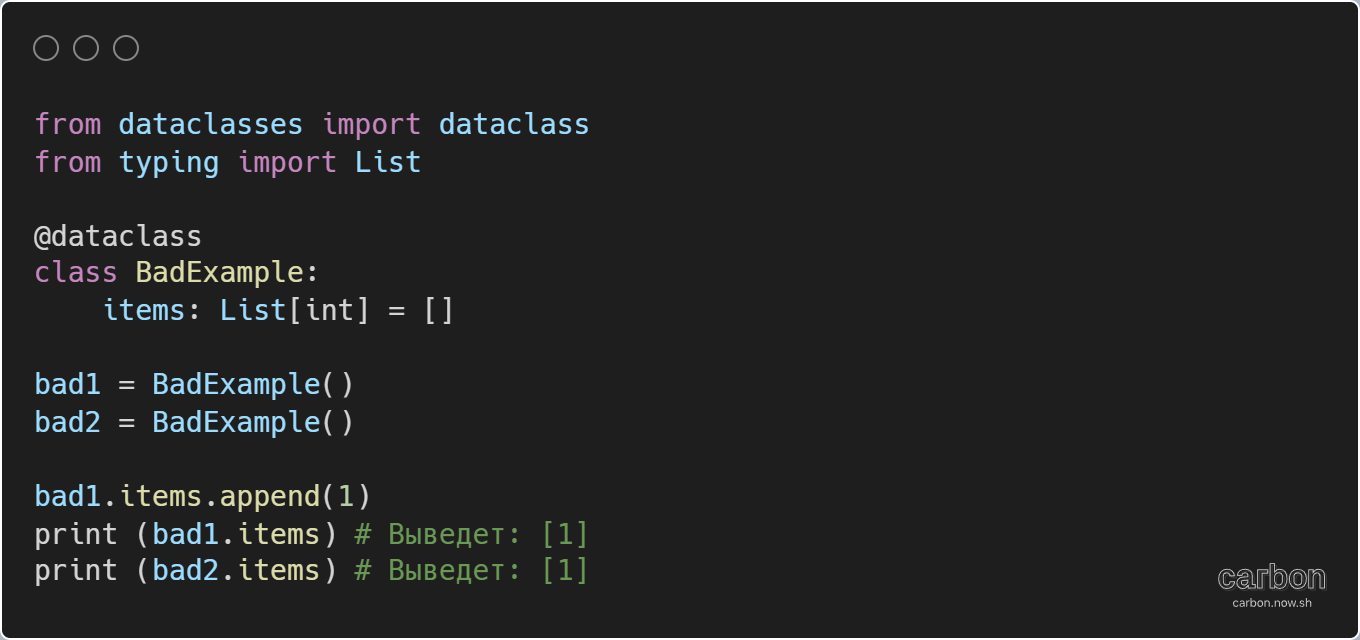 from dataclasses import dataclass
from typing import List
@dataclass
class BadExample:
    items: List[int] = []
bad1 = BadExample()
bad2 = BadExample()
bad1.items.append(1)
print (bad1.items) # Выведет: [1]
print (bad2.items) # Выведет: [1]
carbon
carbon.now.sh